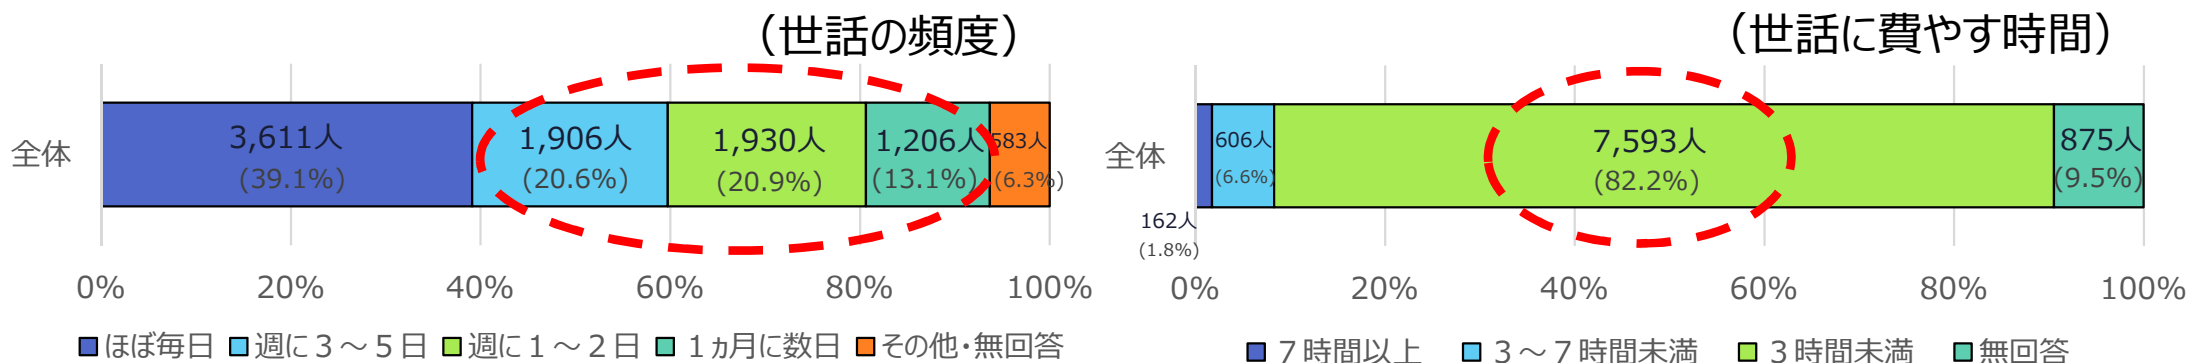 （世話の頻度）
全体
3,611人
(39.1%)
1,906人
(20.6%)
1,930人
(20.9%)
1,206人
(13.1%)
583人
(6.3%)
0%
20%
40%
60%
80%
100%
ほぼ毎日
週に３～５日
週に１～２日
１ヵ月に数日
その他・無回答
（世話に費やす時間）
全体
162人
(1.8%)
606人
(6.6%)
7,593人
(82.2%)
875人
(9.5%)
0%
20%
40%
60%
80%
100%
７時間以上
３～７時間未満
３時間未満
無回答